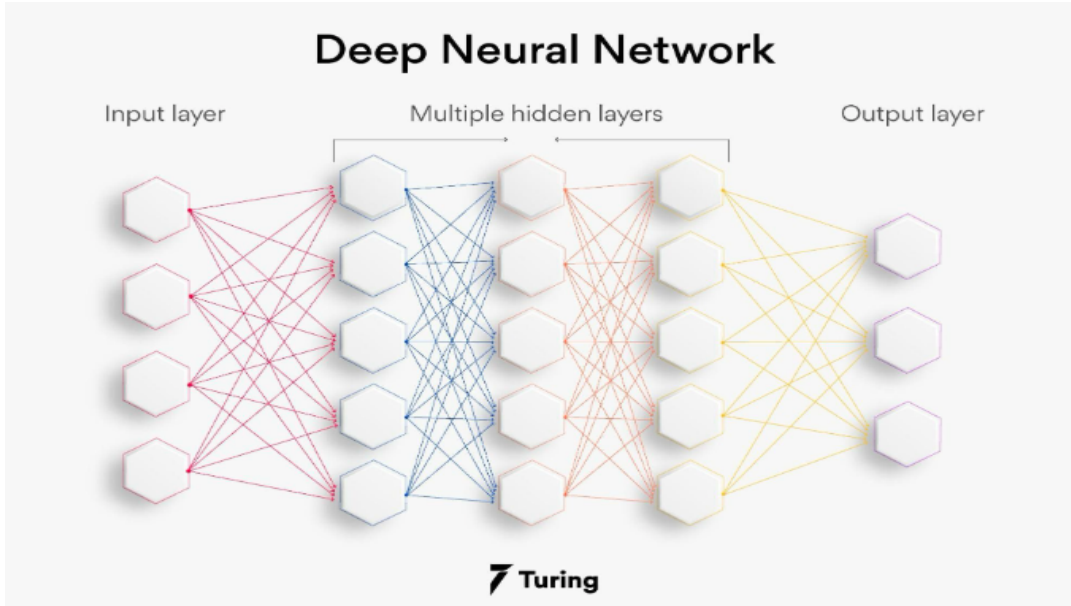 Deep Neural Network
Input layer
Multiple hidden layers
Output layer
Turing